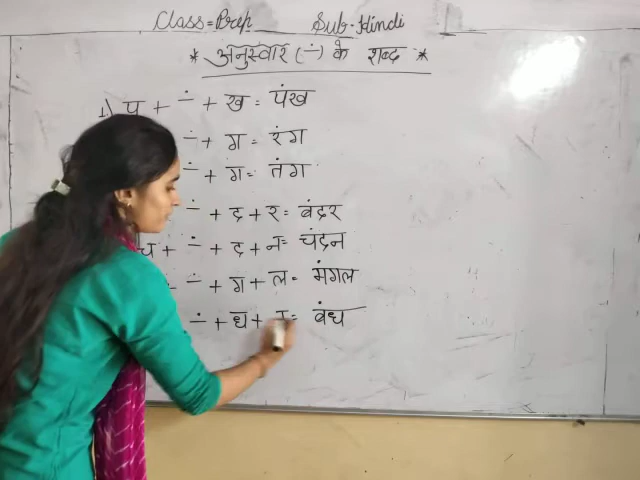 Class = Prep Sub-Hindi
* अनुस्वार (-ं) के शब्द *
1) प + -ं + ख = पंख
-ं + ग = रंग
-ं + ग = तंग
-ं + द + र = बंदर
च + -ं + द + न = चंदन
-ं + ग + ल = मंगल
-ं + ध + = बंध